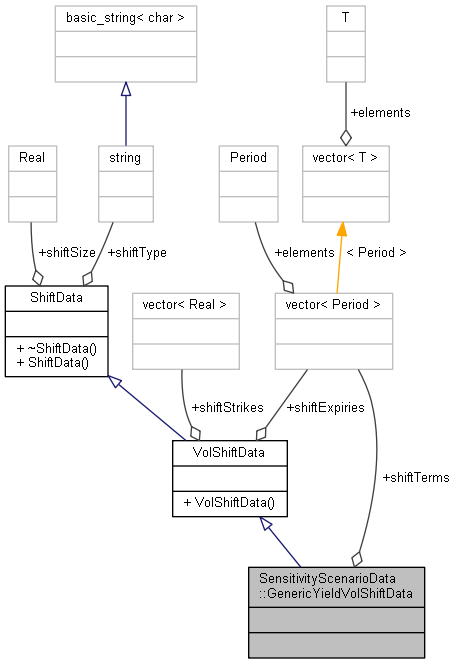 basic_string< char >
T
+elements
Real
string
Period
vector< T >
+shiftSize
+shiftType
+elements
< Period >
ShiftData
+ ~ShiftData()
+ ShiftData()
vector< Real >
vector< Period >
+shiftStrikes
+shiftExpiries
VolShiftData
+ VolShiftData()
+shiftTerms
SensitivityScenarioData
::GenericYieldVolShiftData